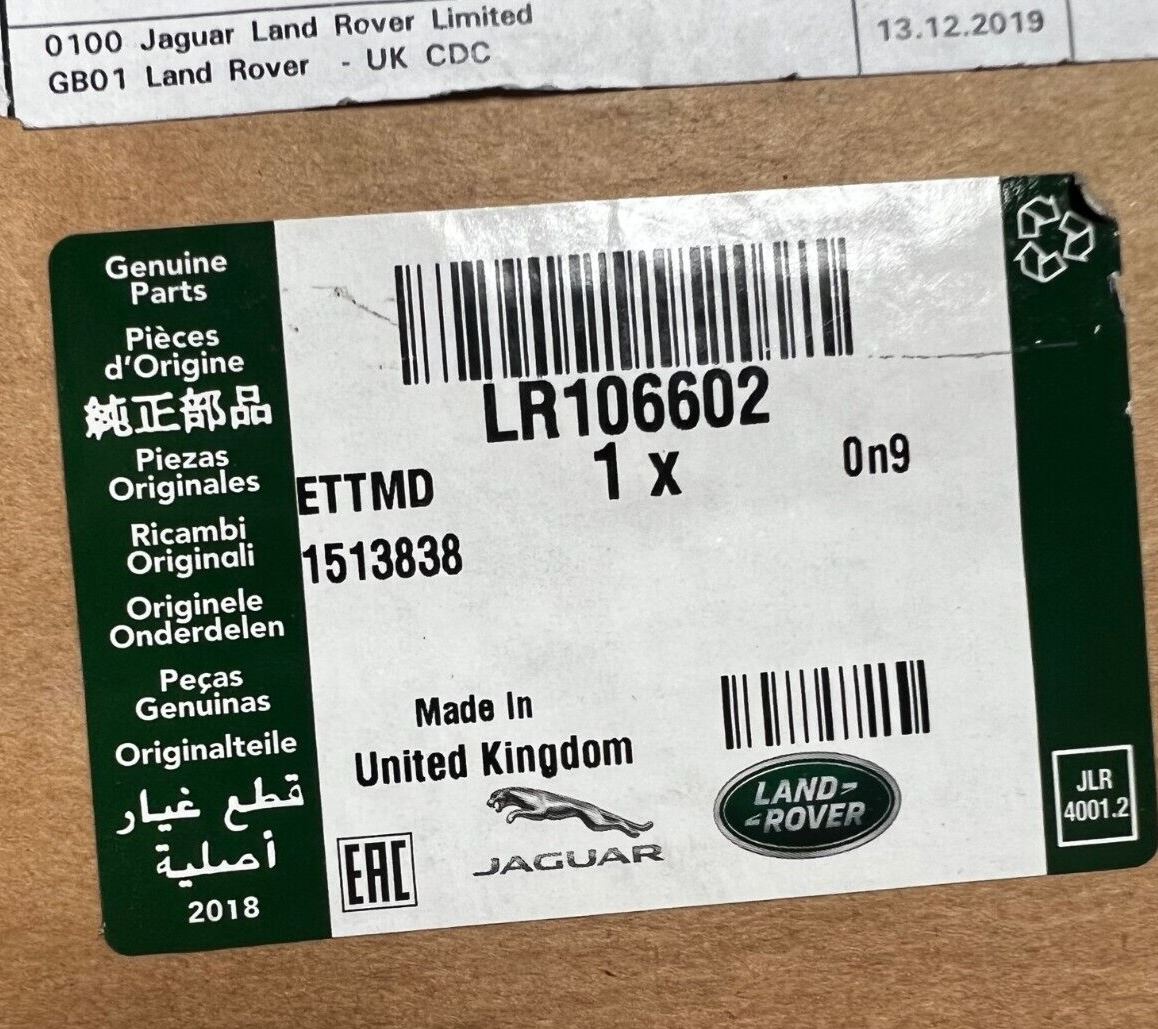 0100 Jaguar Land Rover Limited
GB01 Land Rover - UK CDC
13.12.2019
Genuine
Parts
Pièces
d'Origine
純正部品
Piezas
Originales
Ricambi
Originali
Originele
Onderdelen
Peças
Genuinas
Originalteile
قطع غيار
أصلية
2018
LR106602
1 x
0n9
ETTMD
1513838
Made In
United Kingdom
EAC
JAGUAR
LAND-
-ROVER
JLR
4001.2